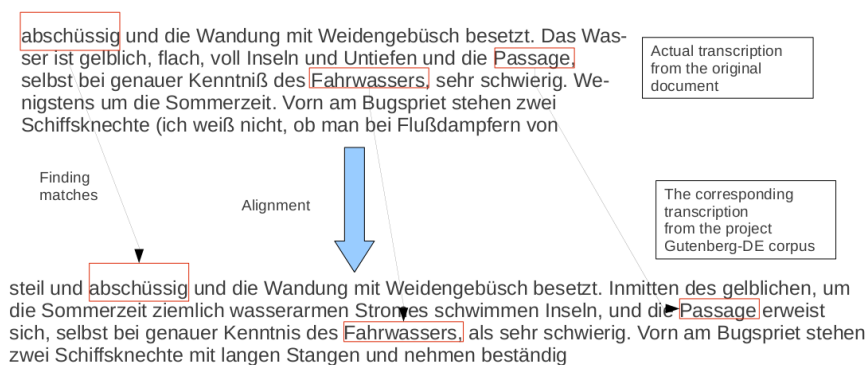 abschüssig und die Wandung mit Weidengebüsch besetzt. Das Was-
ser ist gelblich, flach, voll Inseln und Untiefen und die Passage,
selbst bei genauer Kenntniß des Fahrwassers, sehr schwierig. We-
nigstens um die Sommerzeit. Vorn am Bugspriet stehen zwei
Schiffsknechte (ich weiß nicht, ob man bei Flußdampfern von
Actual transcription
from the original
document
Finding
matches
Alignment
The corresponding
transcription
from the project
Gutenberg-DE corpus
steil und abschüssig und die Wandung mit Weidengebüsch besetzt. Inmitten des gelblichen, um
die Sommerzeit ziemlich wasserarmen Stromes schwimmen Inseln, und die Passage erweist
sich, selbst bei genauer Kenntnis des Fahrwassers, als sehr schwierig. Vorn am Bugspriet stehen
zwei Schiffsknechte mit langen Stangen und nehmen beständig